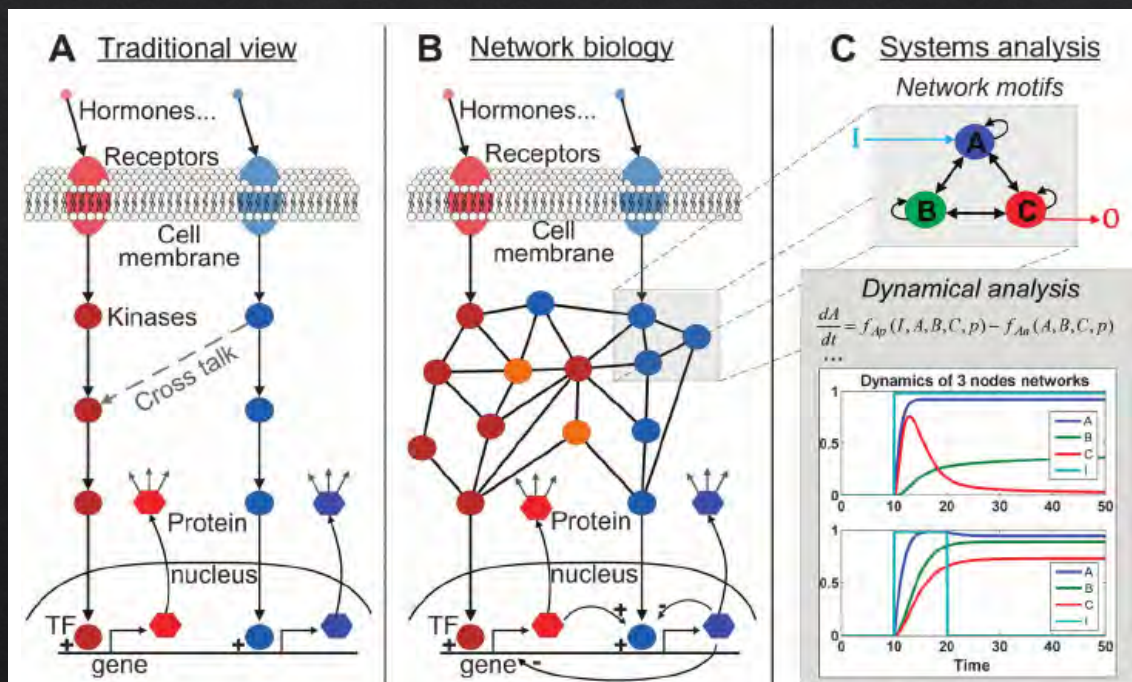 A Traditional view
Hormones...
Receptors
Cell
membrane
Kinases
Cross talk
Protein
nucleus
TF
+
+
gene
B Network biology
Hormones...
Receptors
Cell
membrane
Protein
nucleus
+
-
TF
+
+
gene
-
C Systems analysis
Network motifs
I
A
B
C
O
Dynamical analysis
dA/dt = f_Ap (I, A, B, C, p) – f_Aa (A, B, C, p)
...
Dynamics of 3 nodes networks
1
0.5
0
0 10 20 30 40 50
A
B
C
I
1
0.5
0
0 10 20 30 40 50
A
B
C
I
Time